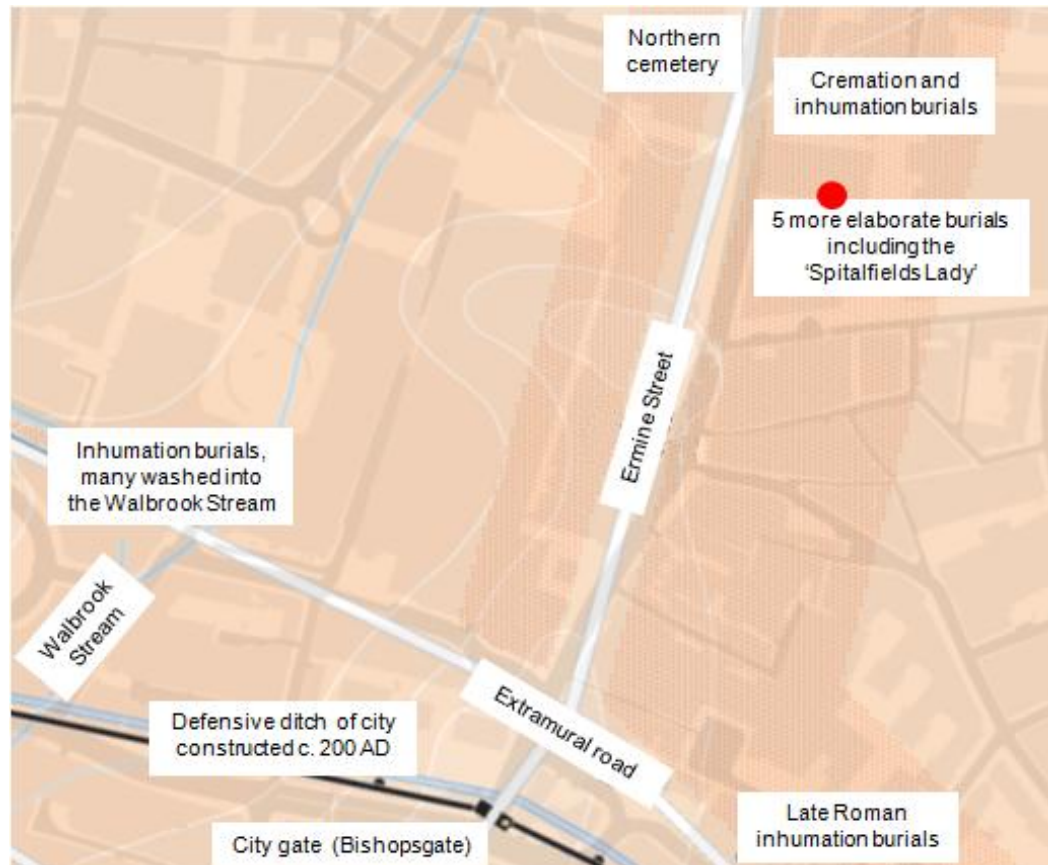 Northern
cemetery
Cremation and
inhumation burials
5 more elaborate burials
including the
'Spitalfields Lady'
Ermine Street
Inhumation burials,
many washed into
the Walbrook Stream
Walbrook
Stream
Extramural road
Defensive ditch of city
constructed c. 200 AD
City gate (Bishopsgate)
Late Roman
inhumation burials